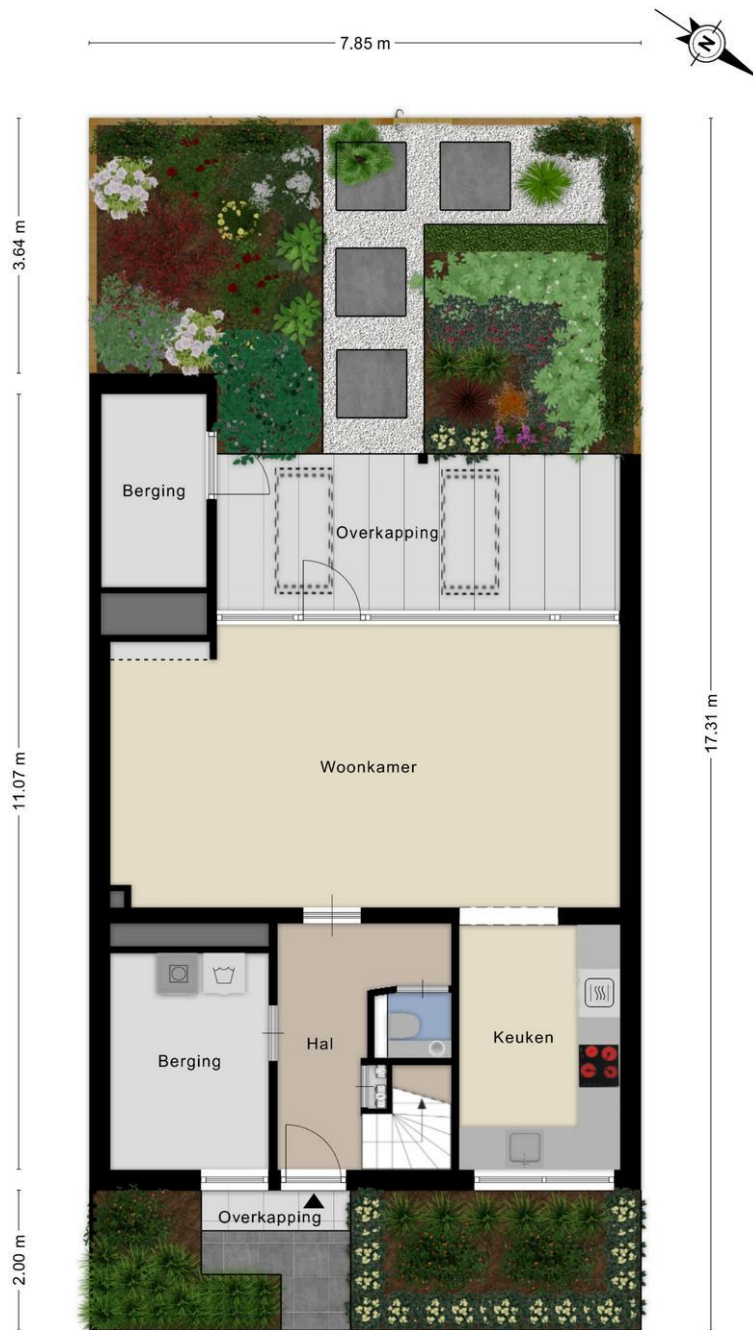 7.85 m
N
3.64 m
Berging
Overkapping
17.31 m
11.07 m
Woonkamer
Hal
Keuken
Berging
Overkapping
2.00 m